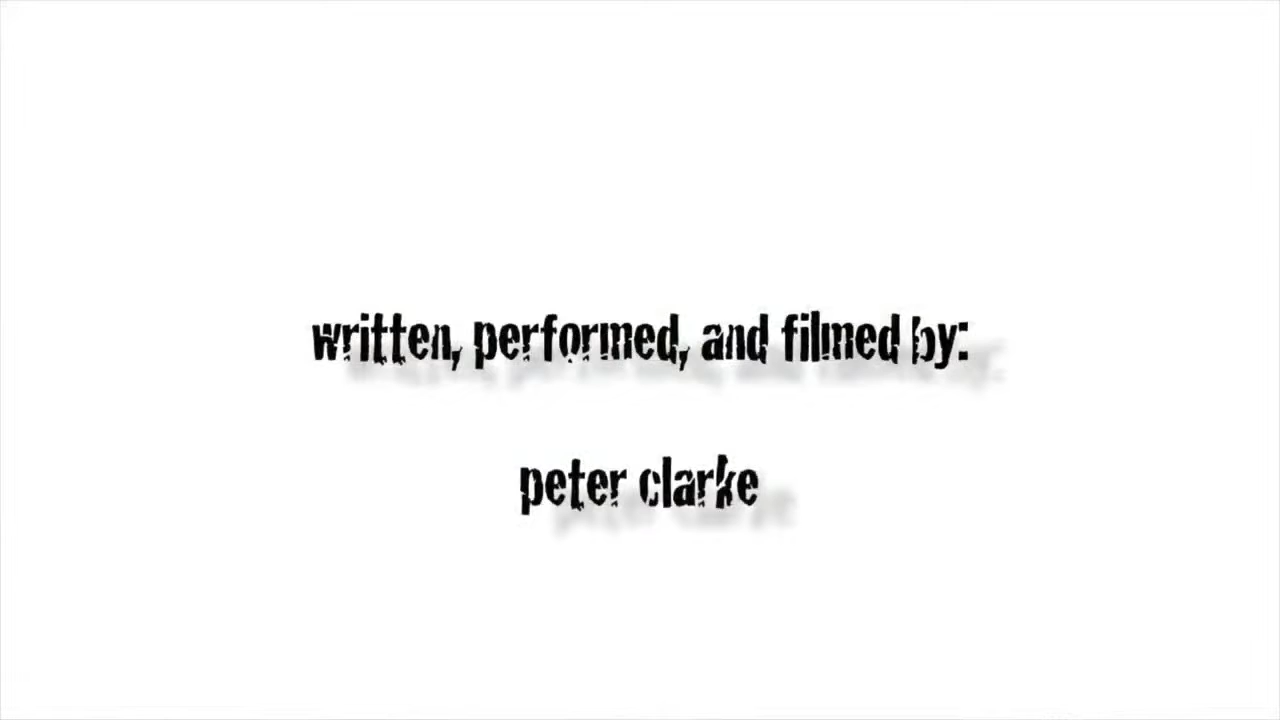 written, performed, and filmed by:
peter clarke